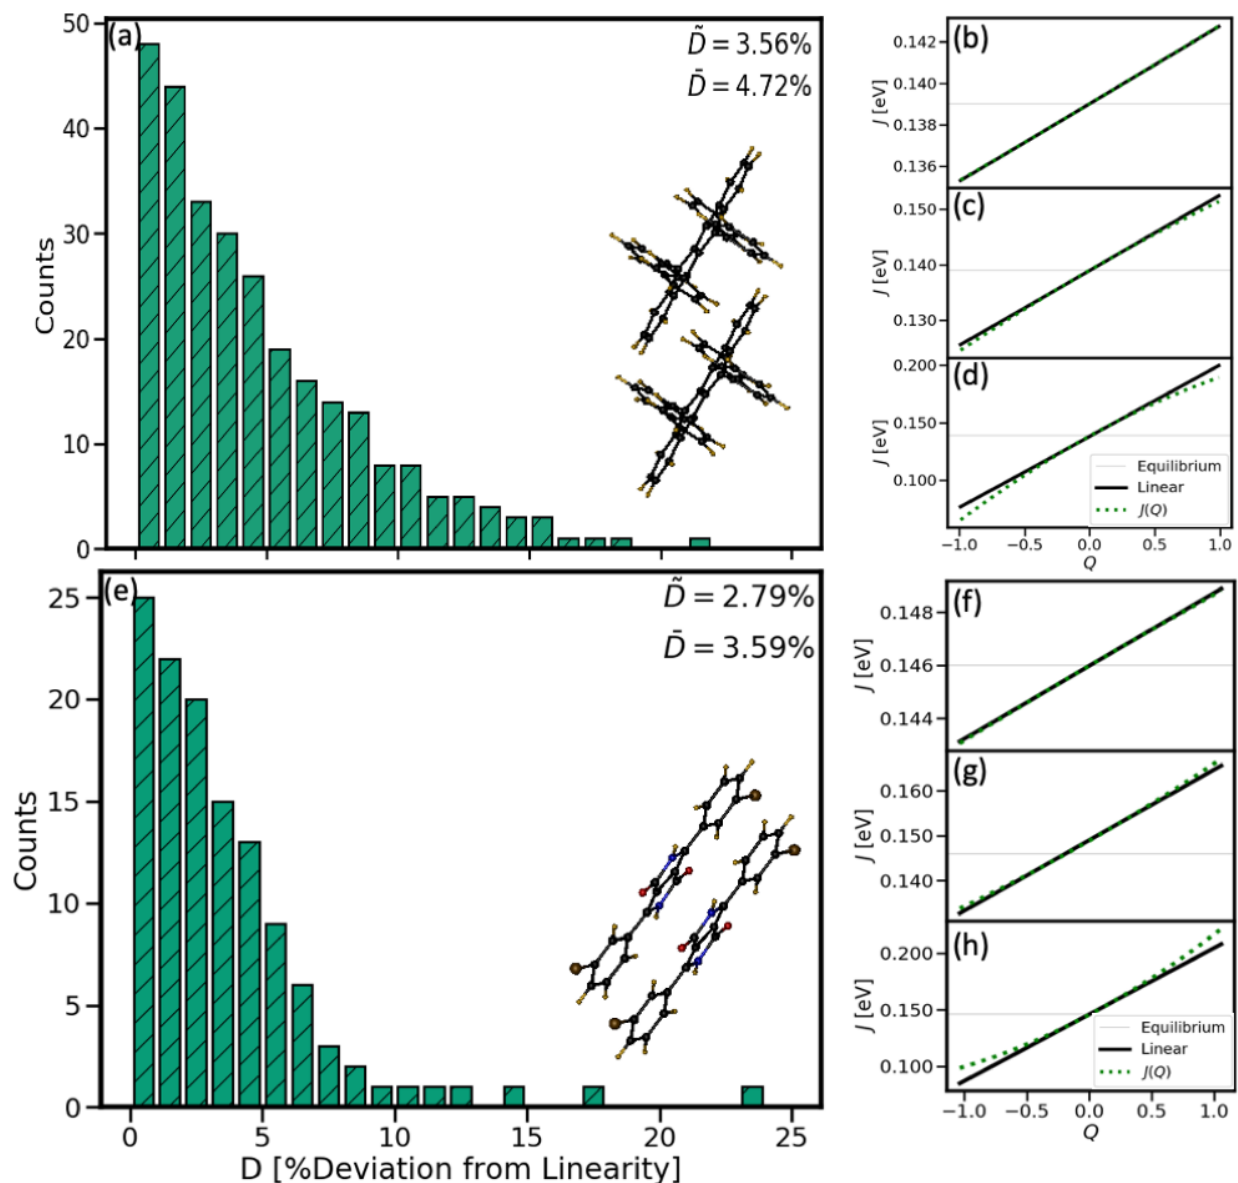 (a)
D̃ = 3.56%
D̄ = 4.72%
50
40
30
20
10
0
Counts
(b)
0.142
0.140
0.138
0.136
J [eV]
(c)
0.150
0.140
0.130
J [eV]
(d)
0.200
0.150
0.100
J [eV]
Equilibrium
Linear
J(Q)
−1.0 −0.5 0.0 0.5 1.0
Q
(e)
D̃ = 2.79%
D̄ = 3.59%
25
20
15
10
5
0
Counts
0 5 10 15 20 25
D [%Deviation from Linearity]
(f)
0.148
0.146
0.144
J [eV]
(g)
0.160
0.150
0.140
J [eV]
(h)
0.200
0.150
0.100
J [eV]
Equilibrium
Linear
J(Q)
−1.0 −0.5 0.0 0.5 1.0
Q